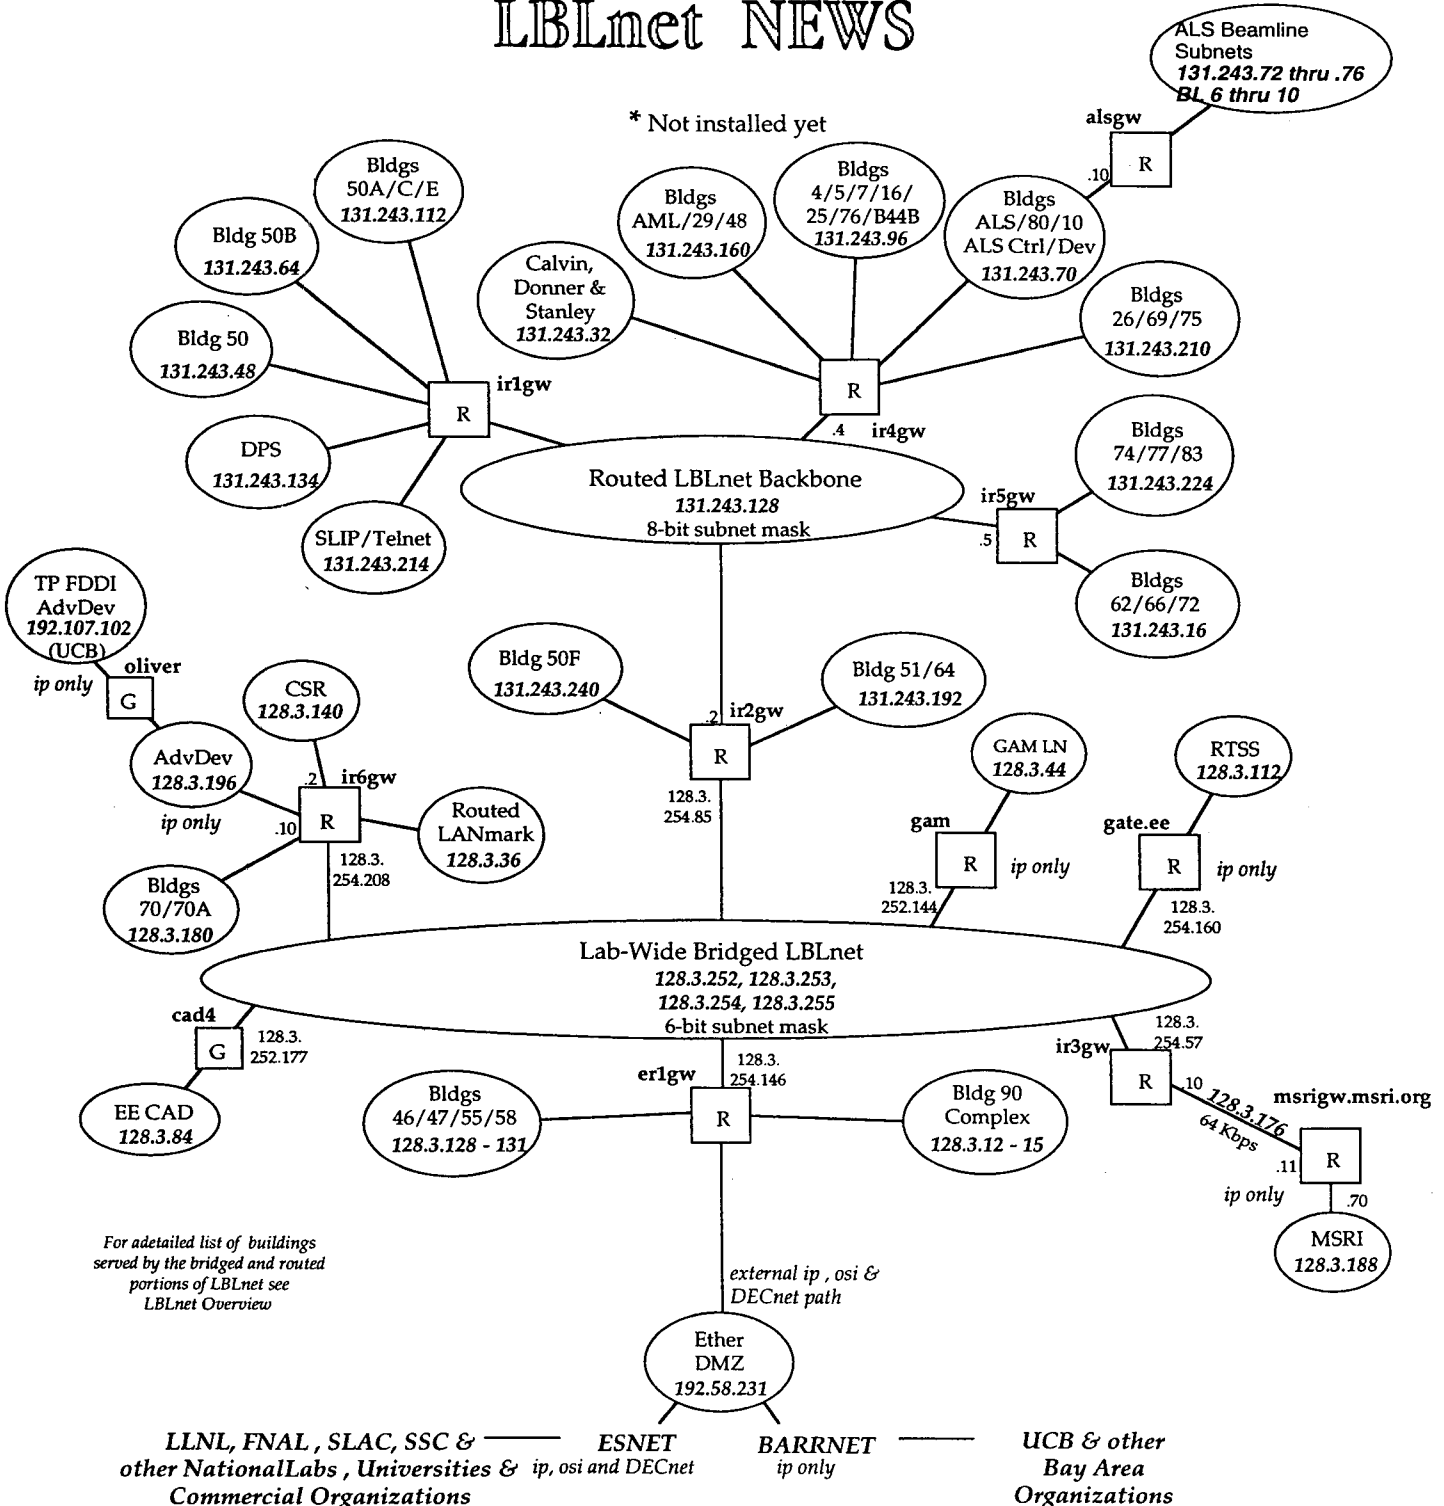 LBLnet NEWS
* Not installed yet
ALS Beamline
Subnets
131.243.72 thru .76
BL 6 thru 10
alsgw
R
.10
Bldgs
50A/C/E
131.243.112
Bldg 50B
131.243.64
Bldg 50
131.243.48
DPS
131.243.134
SLIP/Telnet
131.243.214
ir1gw
R
Calvin,
Donner &
Stanley
131.243.32
Bldgs
AML/29/48
131.243.160
Bldgs
4/5/7/16/
25/76/B44B
131.243.96
Bldgs
ALS/80/10
ALS Ctrl/Dev
131.243.70
Bldgs
26/69/75
131.243.210
R
.4
ir4gw
Routed LBLnet Backbone
131.243.128
8-bit subnet mask
ir5gw
.5
R
Bldgs
74/77/83
131.243.224
Bldgs
62/66/72
131.243.16
TP FDDI
AdvDev
192.107.102
(UCB)
oliver
ip only
G
CSR
128.3.140
AdvDev
128.3.196
ip only
.2
ir6gw
.10
R
128.3.
254.208
Routed
LANmark
128.3.36
Bldgs
70/70A
128.3.180
Bldg 50F
131.243.240
Bldg 51/64
131.243.192
.2
ir2gw
R
128.3.
254.85
GAM LN
128.3.44
gam
R
ip only
128.3.
252.144
RTSS
128.3.112
gate.ee
R
ip only
128.3.
254.160
Lab-Wide Bridged LBLnet
128.3.252, 128.3.253,
128.3.254, 128.3.255
6-bit subnet mask
cad4
G
128.3.
252.177
EE CAD
128.3.84
er1gw
128.3.
254.146
R
Bldgs
46/47/55/58
128.3.128 - 131
Bldg 90
Complex
128.3.12 - 15
ir3gw
128.3.
254.57
R
.10
128.3.176
64 Kbps
msrigw.msri.org
.11
R
ip only
.70
MSRI
128.3.188
For adetailed list of buildings
served by the bridged and routed
portions of LBLnet see
LBLnet Overview
external ip , osi &
DECnet path
Ether
DMZ
192.58.231
LLNL, FNAL , SLAC, SSC &
other NationalLabs , Universities &
Commercial Organizations
ESNET
ip, osi and DECnet
BARRNET
ip only
UCB & other
Bay Area
Organizations